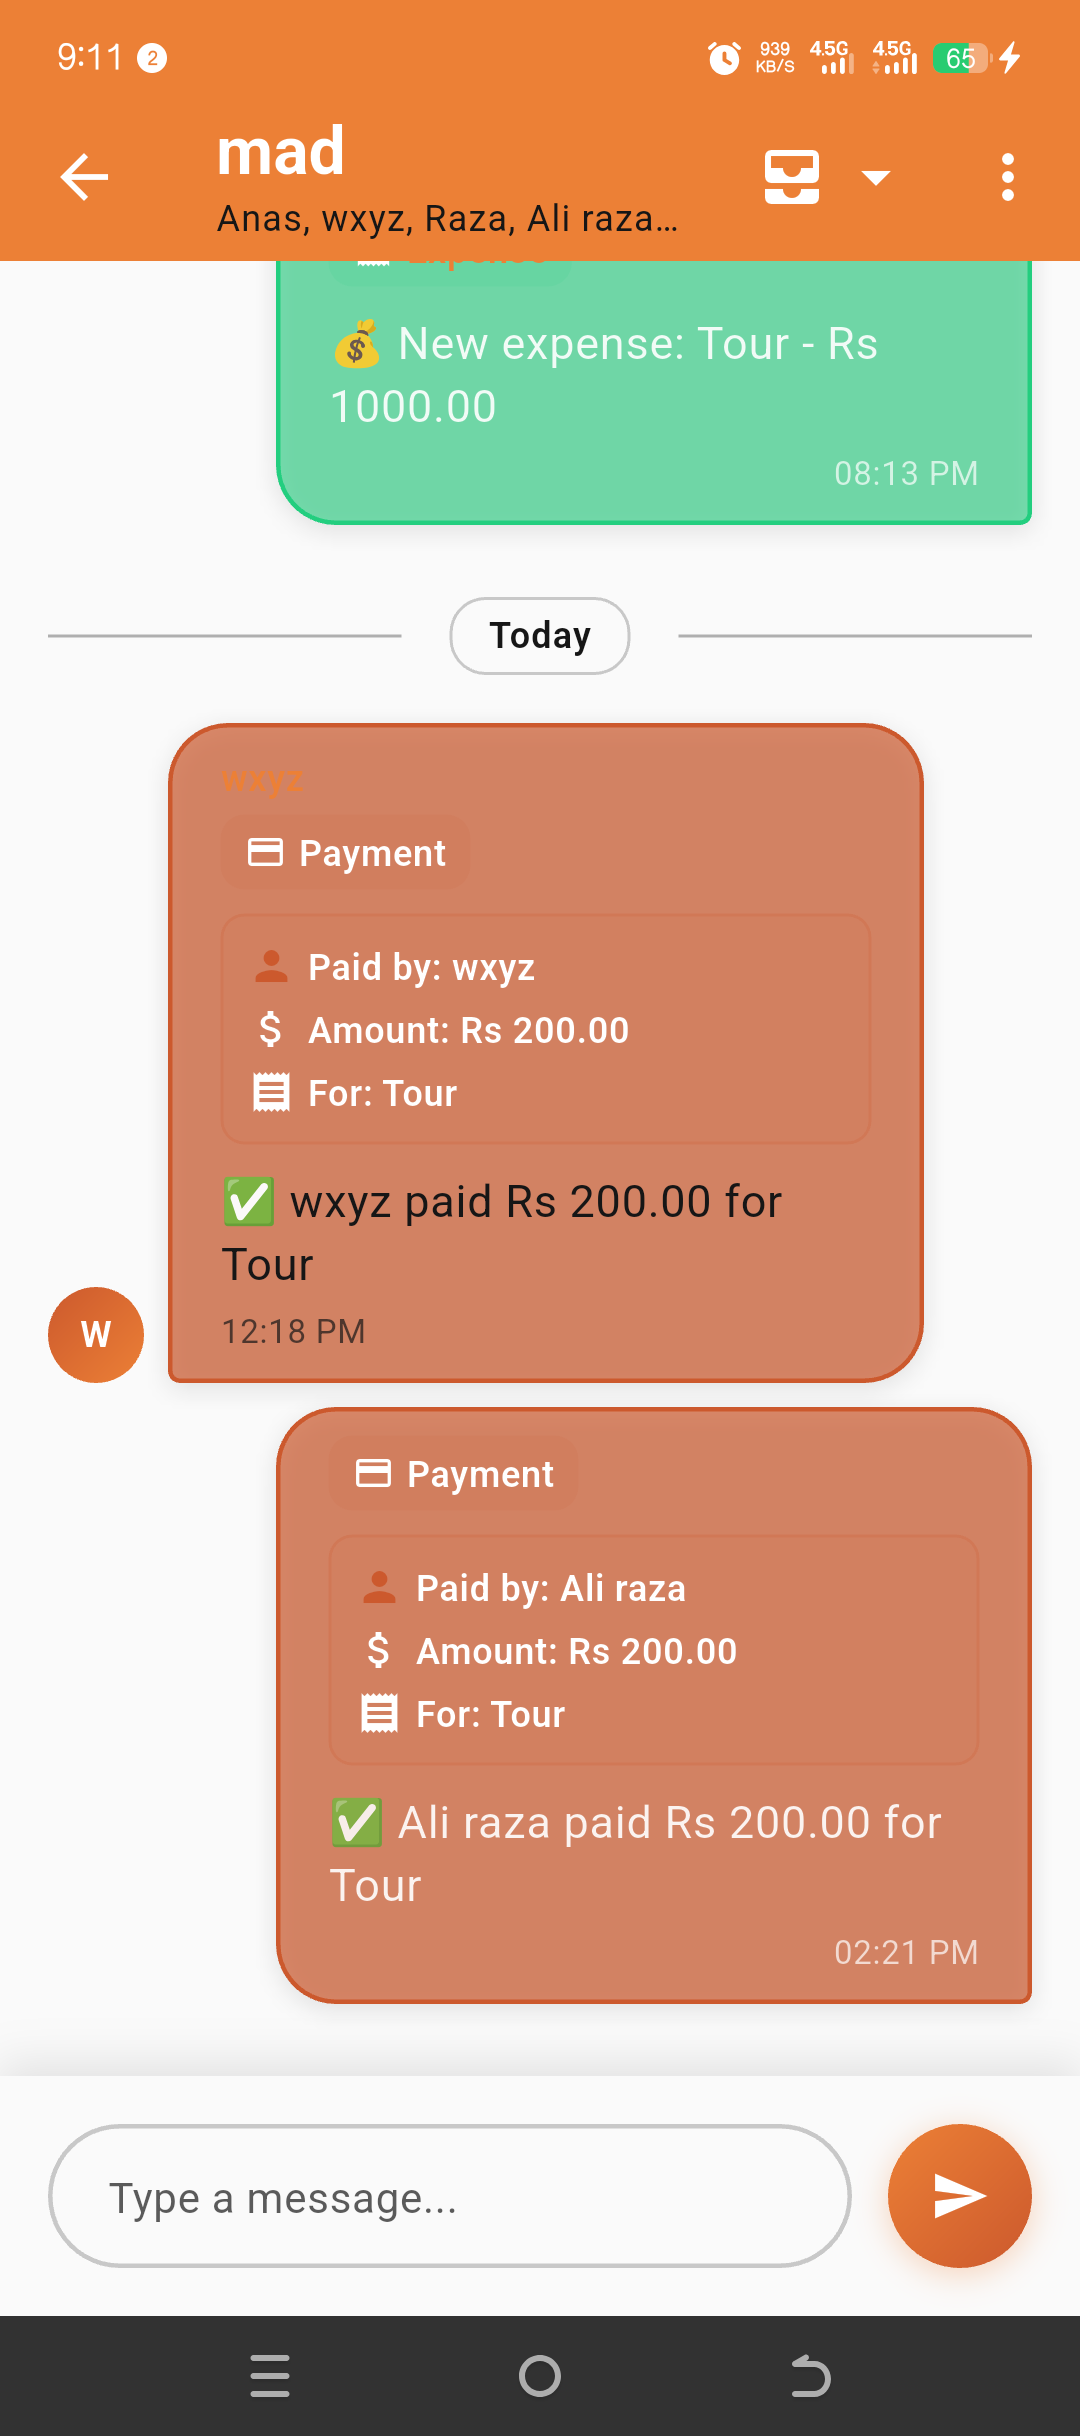 9:11 2 939 KB/S 4.5G 4.5G 65
mad
Anas, wxyz, Raza, Ali raza...
Expense
💰 New expense: Tour - Rs
1000.00
08:13 PM
Today
wxyz
Payment
Paid by: wxyz
Amount: Rs 200.00
For: Tour
✅ wxyz paid Rs 200.00 for
Tour
W
12:18 PM
Payment
Paid by: Ali raza
Amount: Rs 200.00
For: Tour
✅ Ali raza paid Rs 200.00 for
Tour
02:21 PM
Type a message...